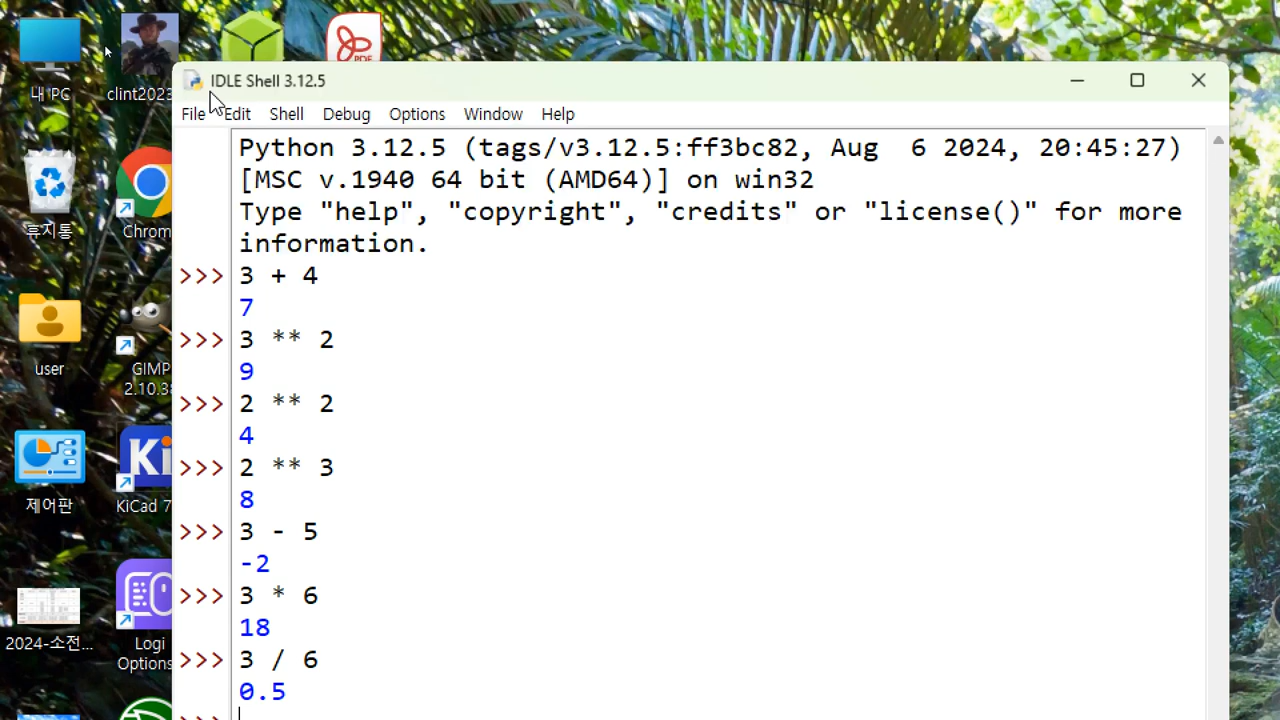 내 PC
clint2023
PDF
IDLE Shell 3.12.5
File Edit Shell Debug Options Window Help
Python 3.12.5 (tags/v3.12.5:ff3bc82, Aug  6 2024, 20:45:27)
[MSC v.1940 64 bit (AMD64)] on win32
Type "help", "copyright", "credits" or "license()" for more
information.
>>> 3 + 4
7
>>> 3 ** 2
9
>>> 2 ** 2
4
>>> 2 ** 3
8
>>> 3 - 5
-2
>>> 3 * 6
18
>>> 3 / 6
0.5
>>>
휴지통
Chrom
user
GIMP
2.10.38
제어판
Ki
KiCad 7
2024-소전...
Logi
Options